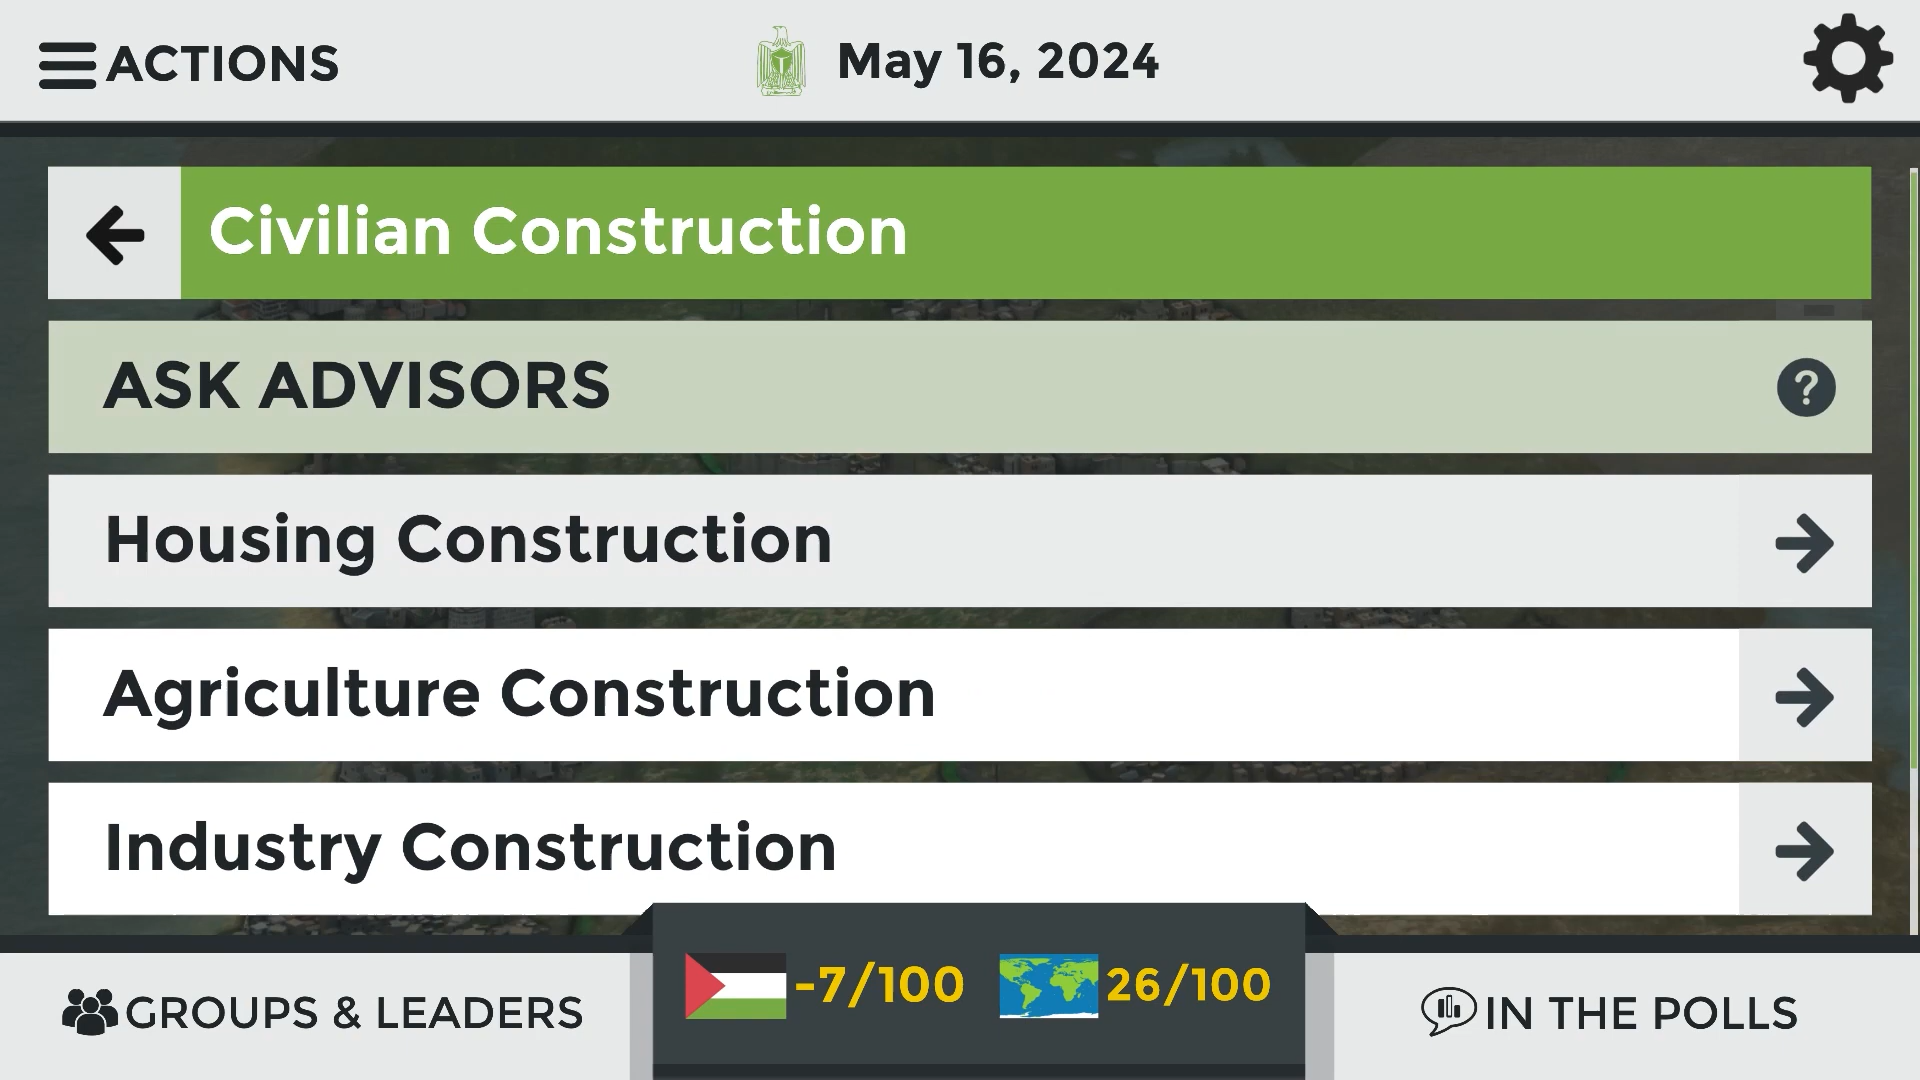 ACTIONS
May 16, 2024
Civilian Construction
ASK ADVISORS
?
Housing Construction
Agriculture Construction
Industry Construction
GROUPS & LEADERS
-7/100
26/100
IN THE POLLS